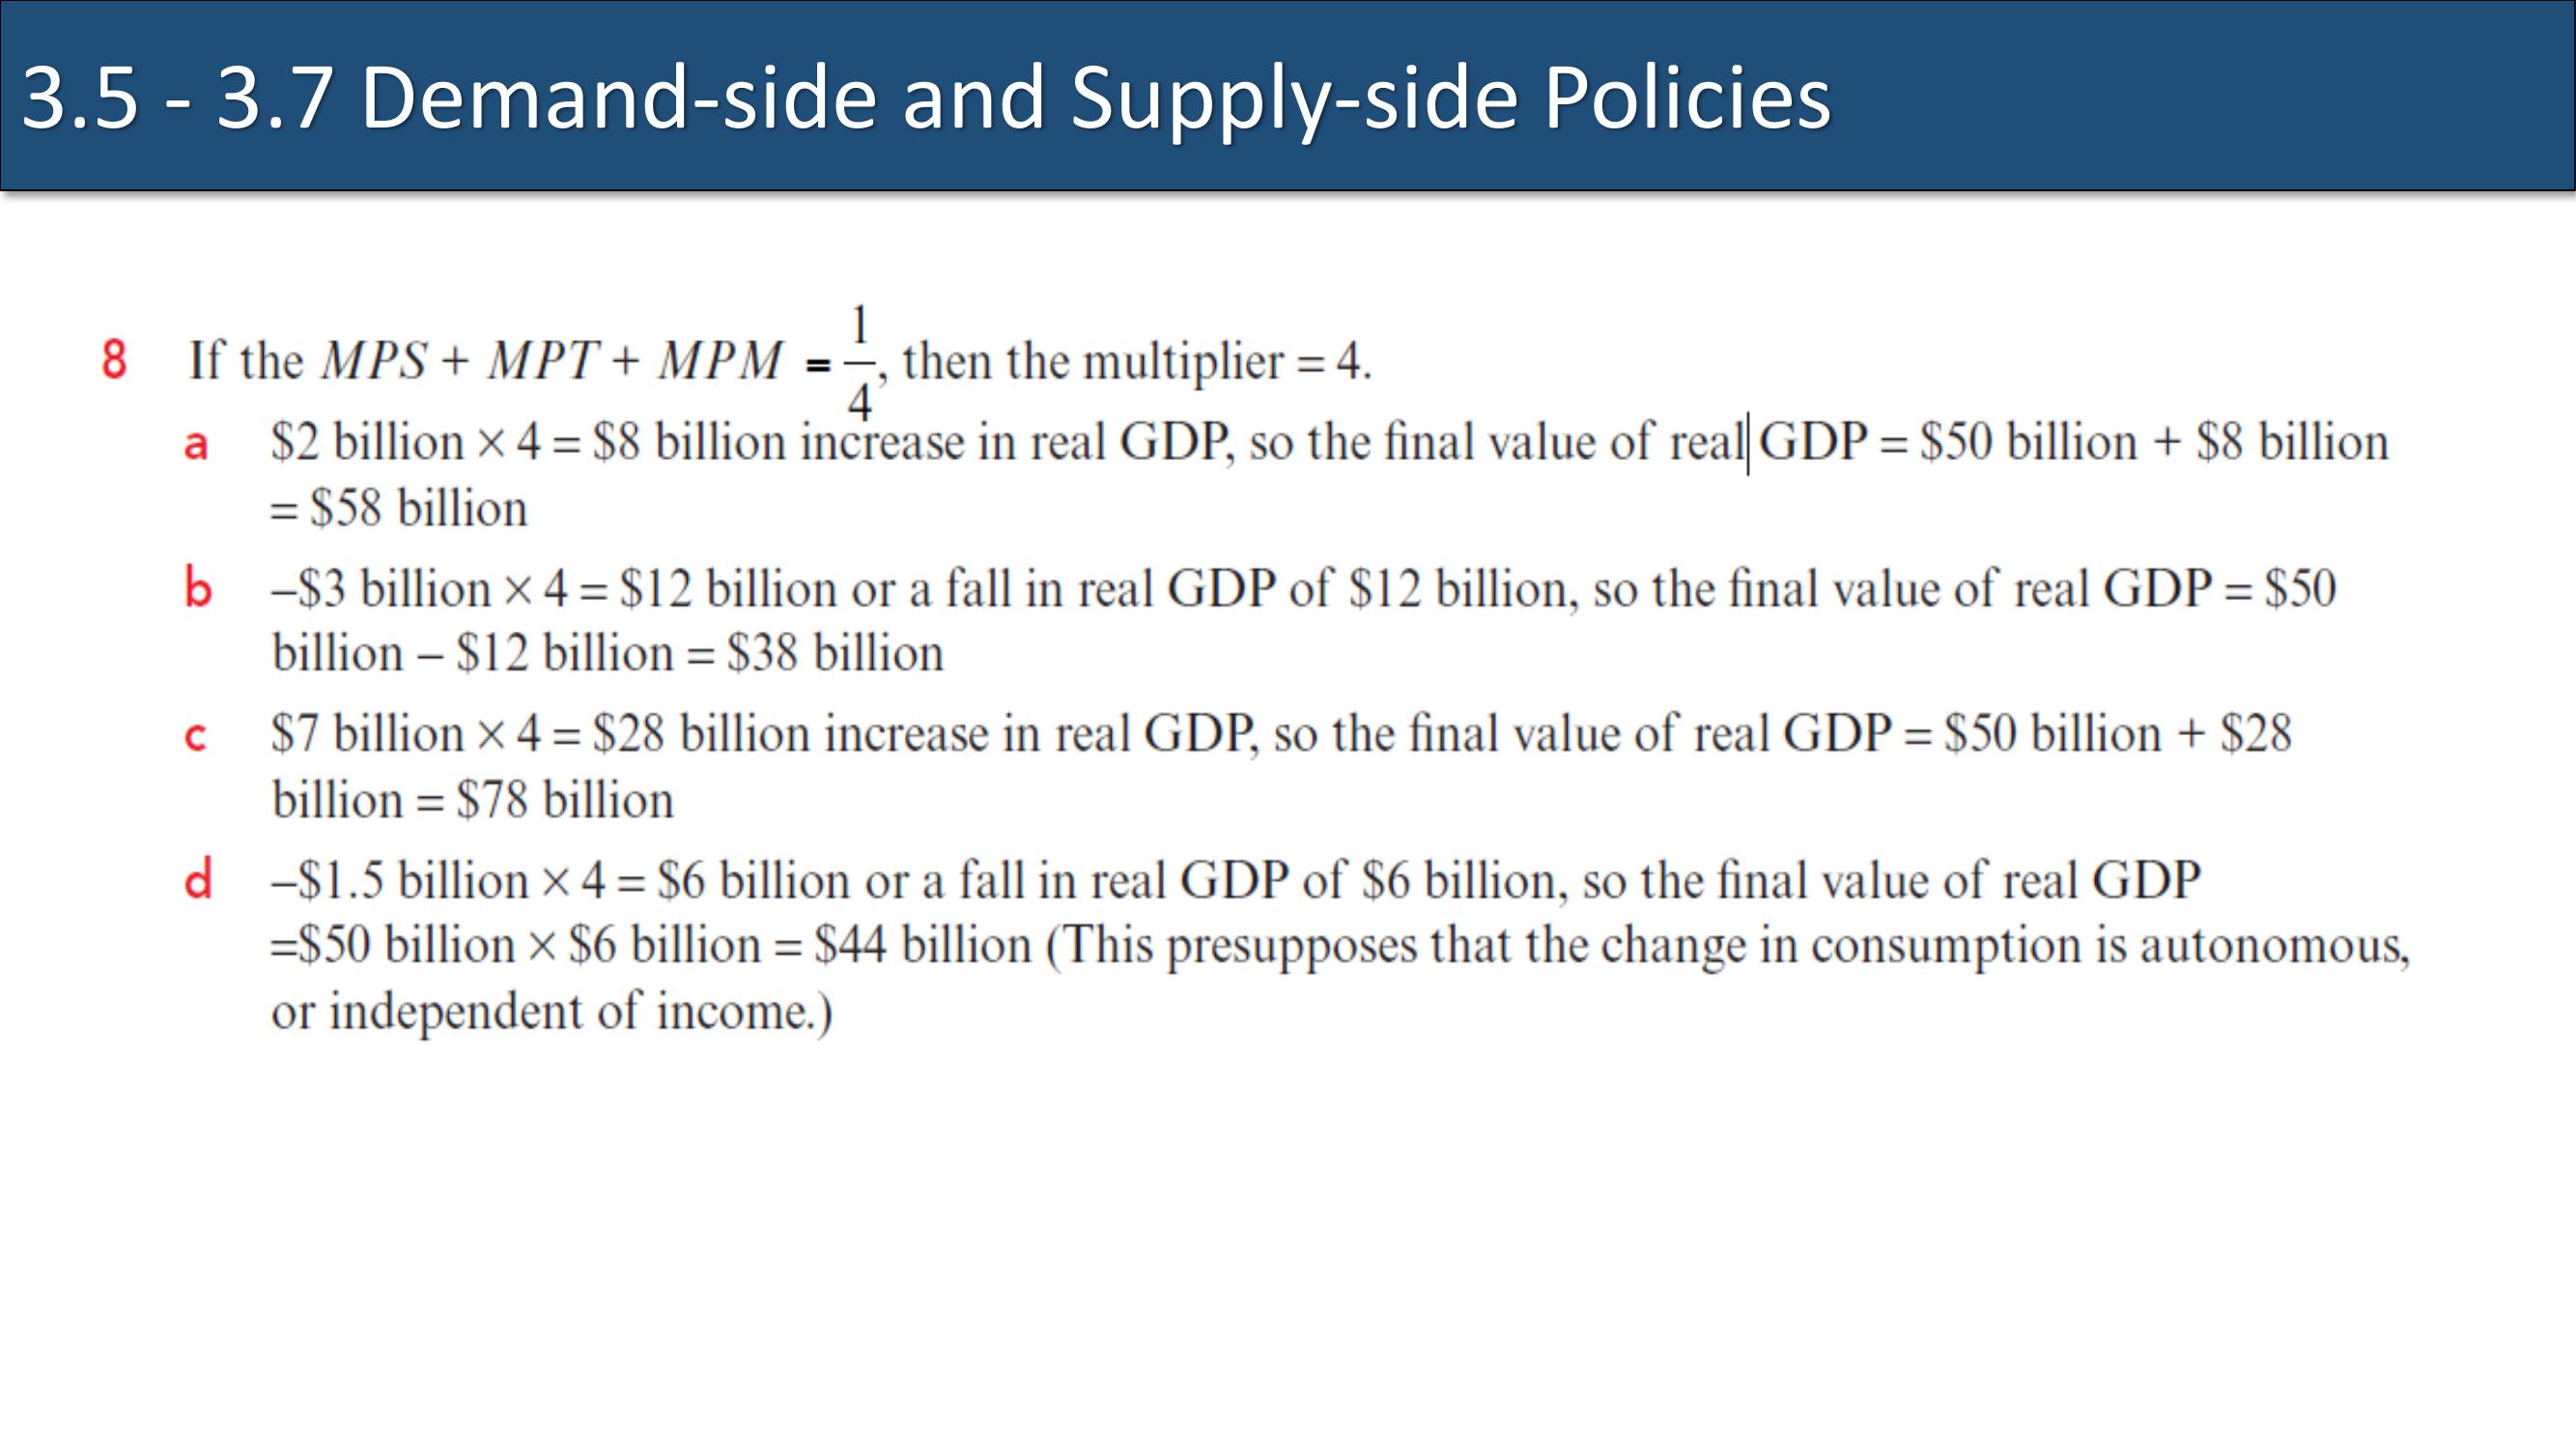 3.5 - 3.7 Demand-side and Supply-side Policies
8 If the MPS + MPT + MPM = 1/4, then the multiplier = 4.
a $2 billion × 4 = $8 billion increase in real GDP, so the final value of real GDP = $50 billion + $8 billion
= $58 billion
b –$3 billion × 4 = $12 billion or a fall in real GDP of $12 billion, so the final value of real GDP = $50
billion – $12 billion = $38 billion
c $7 billion × 4 = $28 billion increase in real GDP, so the final value of real GDP = $50 billion + $28
billion = $78 billion
d –$1.5 billion × 4 = $6 billion or a fall in real GDP of $6 billion, so the final value of real GDP
=$50 billion × $6 billion = $44 billion (This presupposes that the change in consumption is autonomous,
or independent of income.)